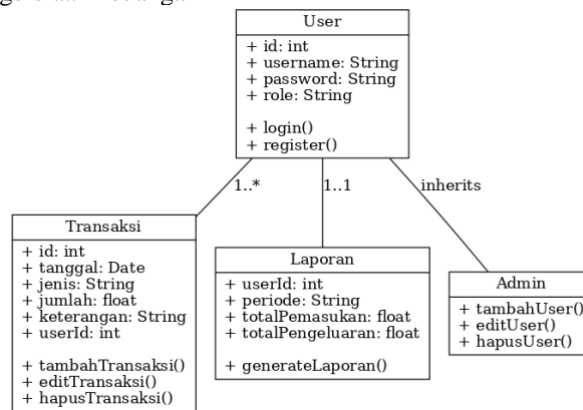 User
+ id: int
+ username: String
+ password: String
+ role: String
+ login()
+ register()
1..*
1..1
inherits
Transaksi
+ id: int
+ tanggal: Date
+ jenis: String
+ jumlah: float
+ keterangan: String
+ userId: int
+ tambahTransaksi()
+ editTransaksi()
+ hapusTransaksi()
Laporan
+ userId: int
+ periode: String
+ totalPemasukan: float
+ totalPengeluaran: float
+ generateLaporan()
Admin
+ tambahUser()
+ editUser()
+ hapusUser()